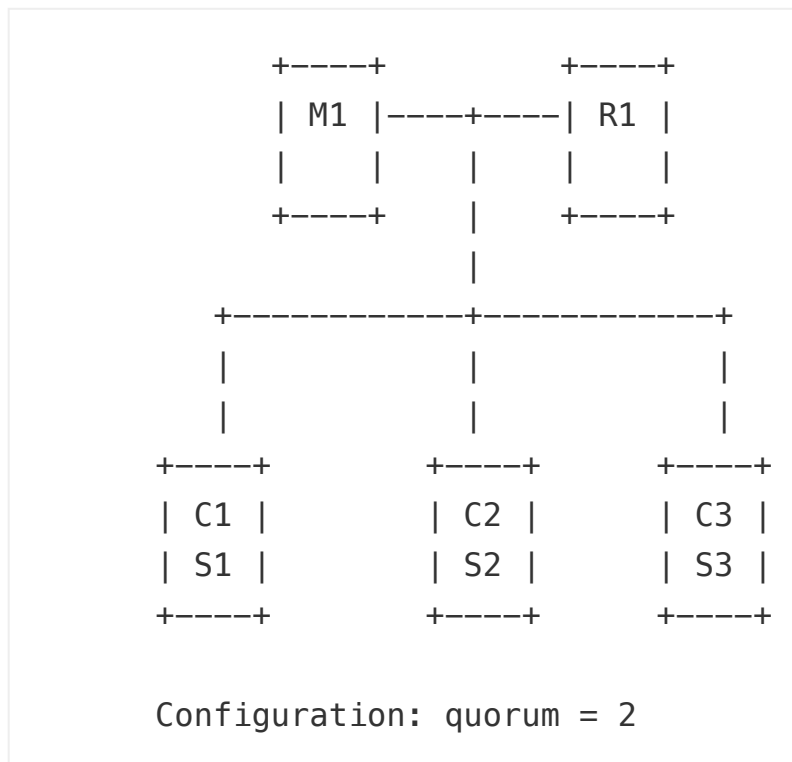 +----+         +----+
| M1 |----+----| R1 |
|    |    |    |    |
+----+    |    +----+
          |
+------------+------------+
|            |            |
|            |            |
+----+        +----+      +----+
| C1 |        | C2 |      | C3 |
| S1 |        | S2 |      | S3 |
+----+        +----+      +----+
Configuration: quorum = 2